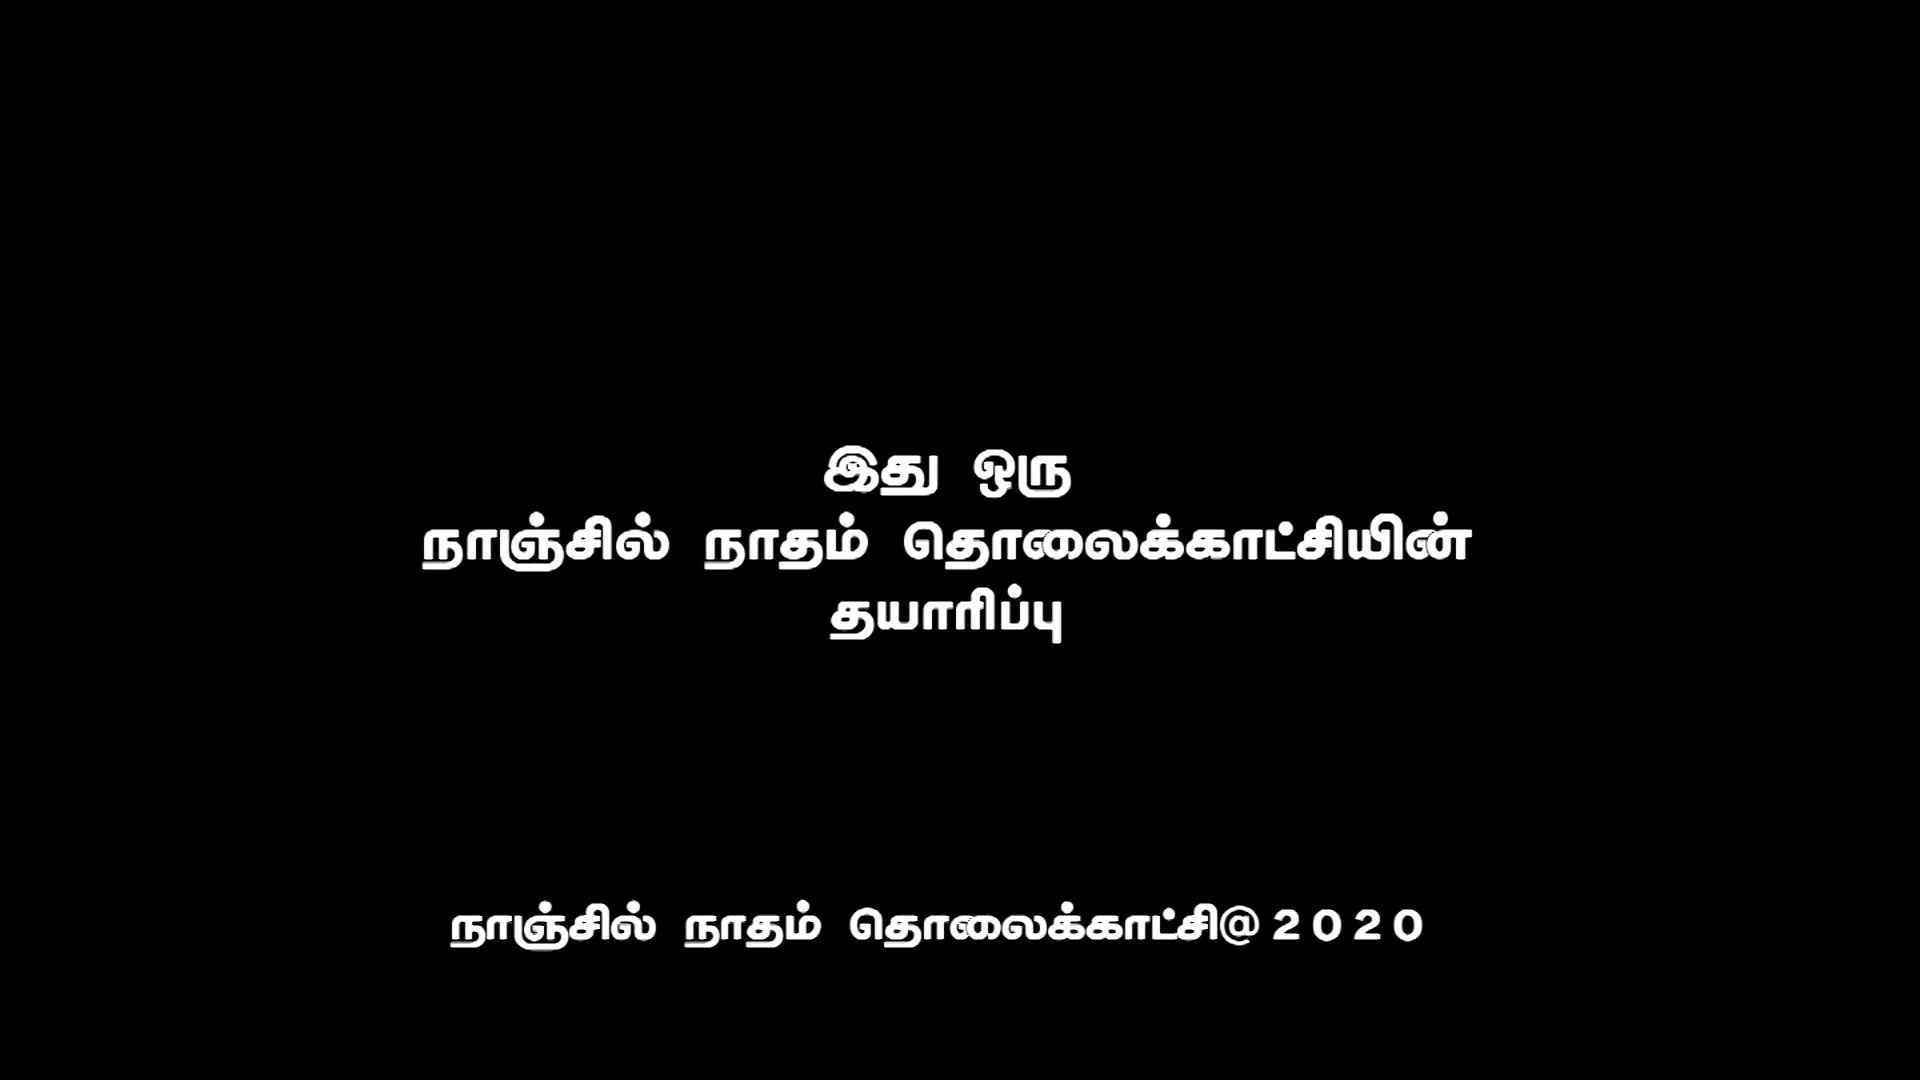 இது ஒரு
நாஞ்சில் நாதம் தொலைக்காட்சியின்
தயாரிப்பு
நாஞ்சில் நாதம் தொலைக்காட்சி@2020